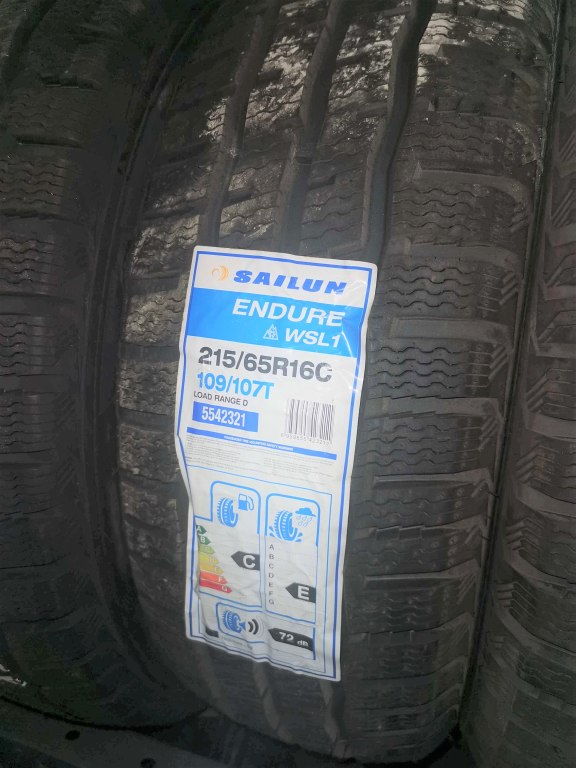 SAILUN
ENDURE
WSL1
215/65R16C
109/107T
LOAD RANGE D
5542321
A
B
F
G
C
A
B
C
D
E
F
G
E
72 dB